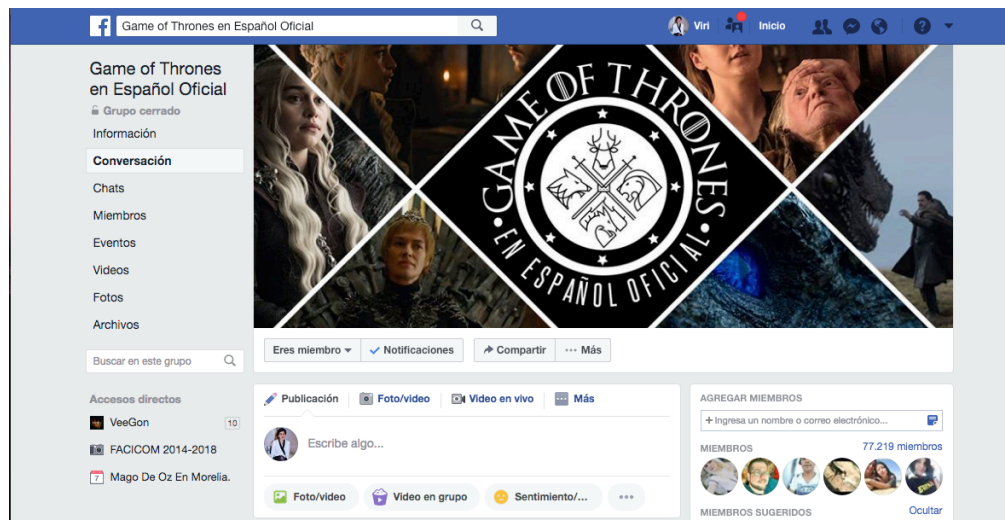 Game of Thrones en Español Oficial
Viri
Inicio
Game of Thrones
en Español Oficial
Grupo cerrado
Información
Conversación
Chats
Miembros
Eventos
Videos
Fotos
Archivos
Buscar en este grupo
Accesos directos
VeeGon
10
FACICOM 2014-2018
7
Mago De Oz En Morelia.
GAME OF THRONES
• EN ESPAÑOL OFICIAL •
Eres miembro
Notificaciones
Compartir
Más
Publicación
Foto/video
Video en vivo
Más
Escribe algo...
Foto/video
Video en grupo
Sentimiento/...
AGREGAR MIEMBROS
+ Ingresa un nombre o correo electrónico...
MIEMBROS
77.219 miembros
MIEMBROS SUGERIDOS
Ocultar